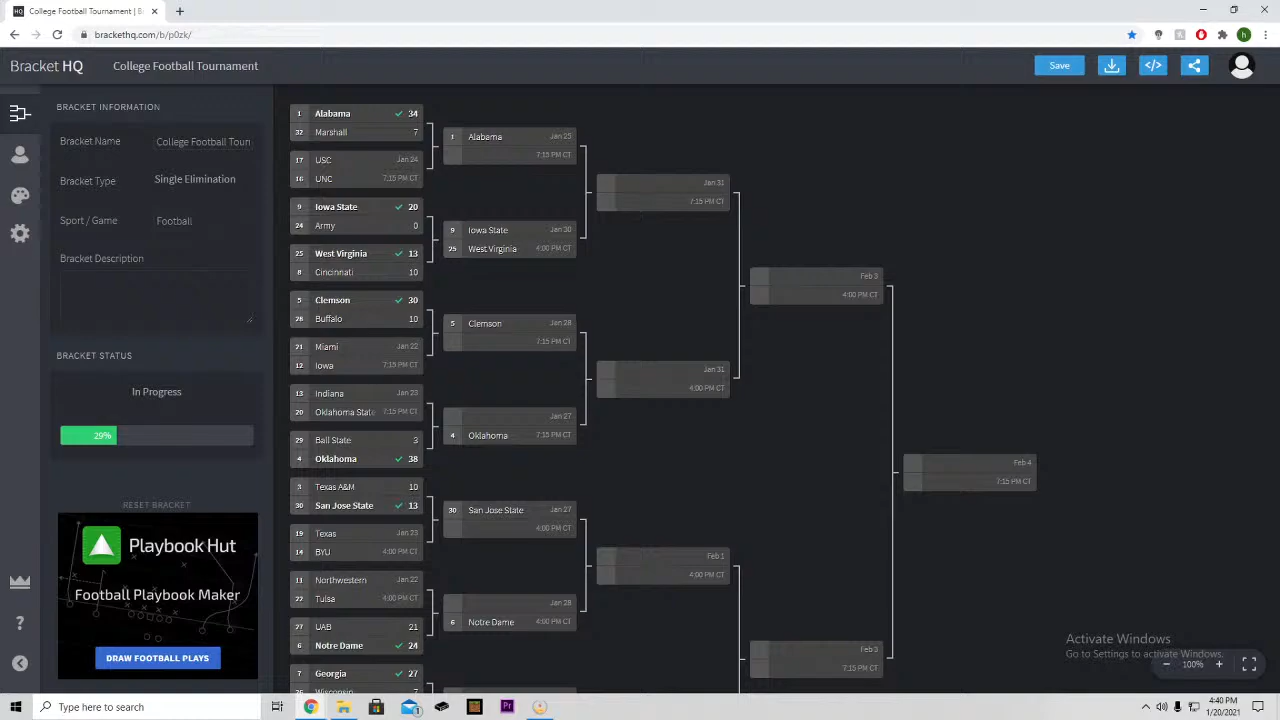 College Football Tournament | B
brackethq.com/b/p0zk/
Bracket HQ
College Football Tournament
Save
BRACKET INFORMATION
Bracket Name
College Football Tourn
Bracket Type
Single Elimination
Sport / Game
Football
Bracket Description
BRACKET STATUS
In Progress
29%
RESET BRACKET
Playbook Hut
Football Playbook Maker
DRAW FOOTBALL PLAYS
1 Alabama 34
32 Marshall 7
17 USC Jan 24
16 UNC 7:15 PM CT
9 Iowa State 20
24 Army 0
25 West Virginia 13
8 Cincinnati 10
5 Clemson 30
28 Buffalo 10
21 Miami Jan 22
12 Iowa 7:15 PM CT
13 Indiana Jan 23
20 Oklahoma State 7:15 PM CT
29 Ball State 3
4 Oklahoma 38
3 Texas A&M 10
30 San Jose State 13
19 Texas Jan 23
14 BYU 4:00 PM CT
11 Northwestern Jan 22
22 Tulsa 4:00 PM CT
27 UAB 21
6 Notre Dame 24
7 Georgia 27
26 Wisconsin 7
1 Alabama Jan 25
7:15 PM CT
9 Iowa State Jan 30
25 West Virginia 4:00 PM CT
5 Clemson Jan 28
7:15 PM CT
Jan 27
4 Oklahoma 7:15 PM CT
30 San Jose State Jan 27
4:00 PM CT
Jan 28
6 Notre Dame 4:00 PM CT
Jan 31
7:15 PM CT
Jan 31
4:00 PM CT
Feb 1
4:00 PM CT
Feb 3
4:00 PM CT
Feb 3
7:15 PM CT
Feb 4
7:15 PM CT
Activate Windows
Go to Settings to activate Windows.
100%
Type here to search
4:40 PM
1/20/2021